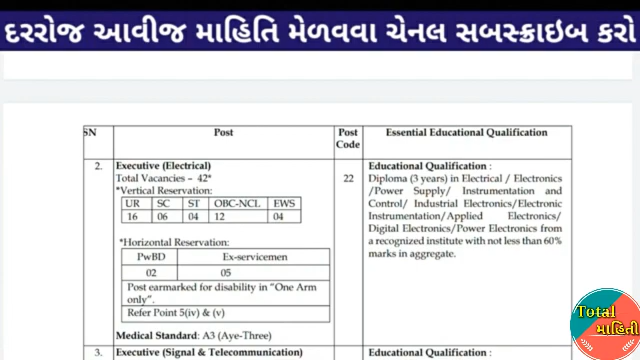 દરરોજ આવીજ માહિતિ મેળવવા ચેનલ સબસ્ક્રાઇબ કરો
SN Post Post Code Essential Educational Qualification
2. Executive (Electrical)
Total Vacancies – 42*
*Vertical Reservation:
UR SC ST OBC-NCL EWS
16 06 04 12 04
*Horizontal Reservation:
PwBD Ex-servicemen
02 05
Post earmarked for disability in “One Arm
only”.
Refer Point 5(iv) & (v)
Medical Standard: A3 (Aye-Three)
22
Educational Qualification :
Diploma (3 years) in Electrical / Electronics
/Power Supply/ Instrumentation and
Control/ Industrial Electronics/Electronic
Instrumentation/Applied Electronics/
Digital Electronics/Power Electronics from
a recognized institute with not less than 60%
marks in aggregate.
3. Executive (Signal & Telecommunication)
Educational Qualification :
Total
માહિતી